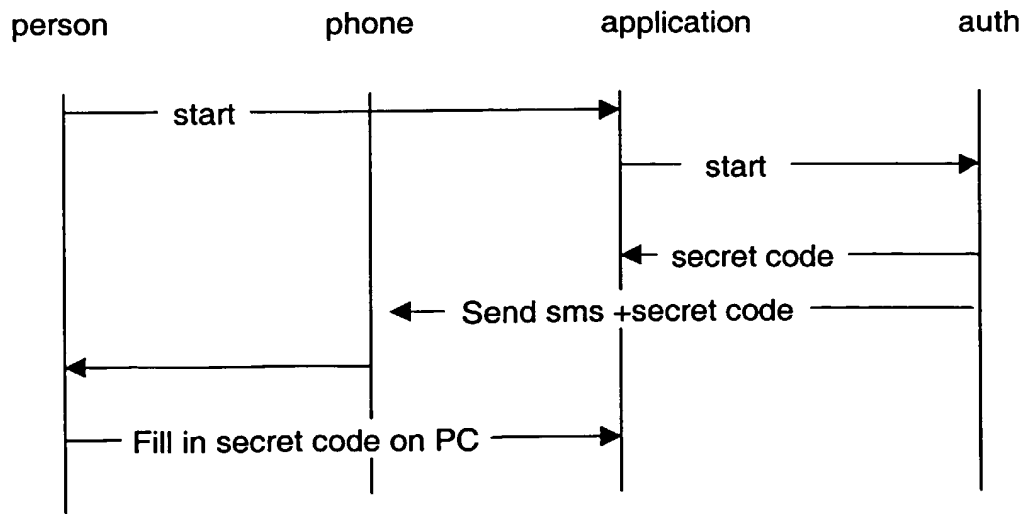 person phone application auth
start
start
secret code
Send sms +secret code
Fill in secret code on PC